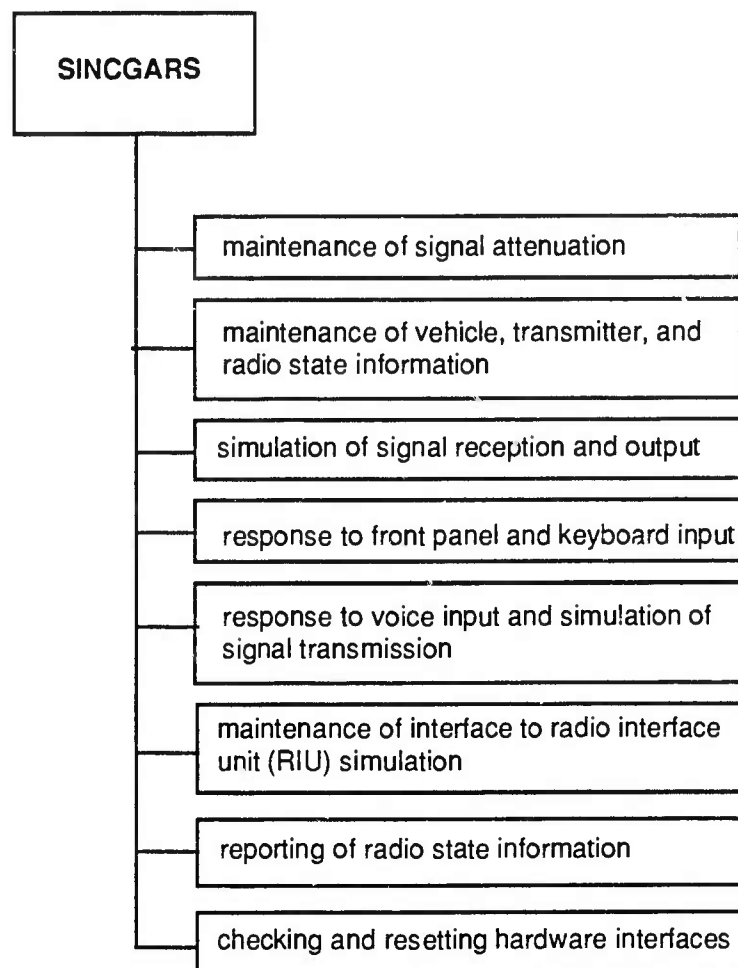 SINCGARS
maintenance of signal attenuation
maintenance of vehicle, transmitter, and
radio state information
simulation of signal reception and output
response to front panel and keyboard input
response to voice input and simulation of
signal transmission
maintenance of interface to radio interface
unit (RIU) simulation
reporting of radio state information
checking and resetting hardware interfaces